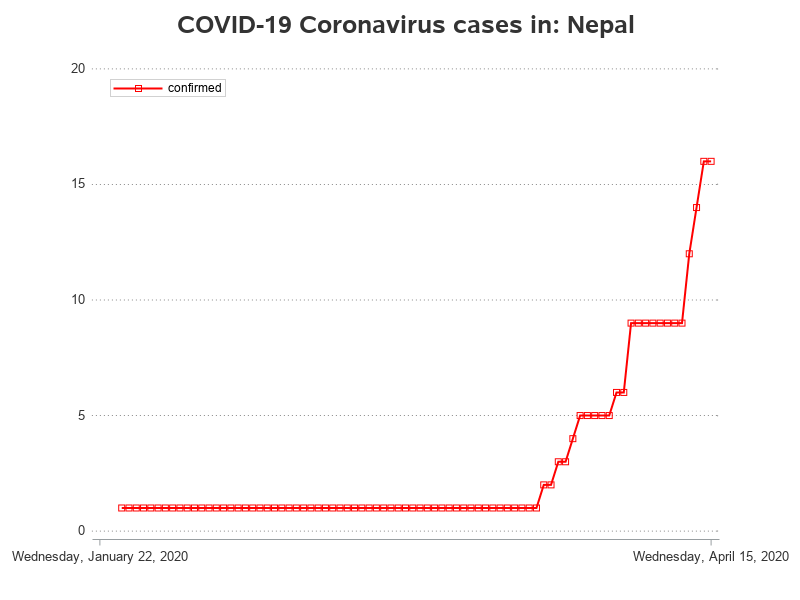 COVID-19 Coronavirus cases in: Nepal
20
confirmed
15
10
5
0
Wednesday, January 22, 2020
Wednesday, April 15, 2020